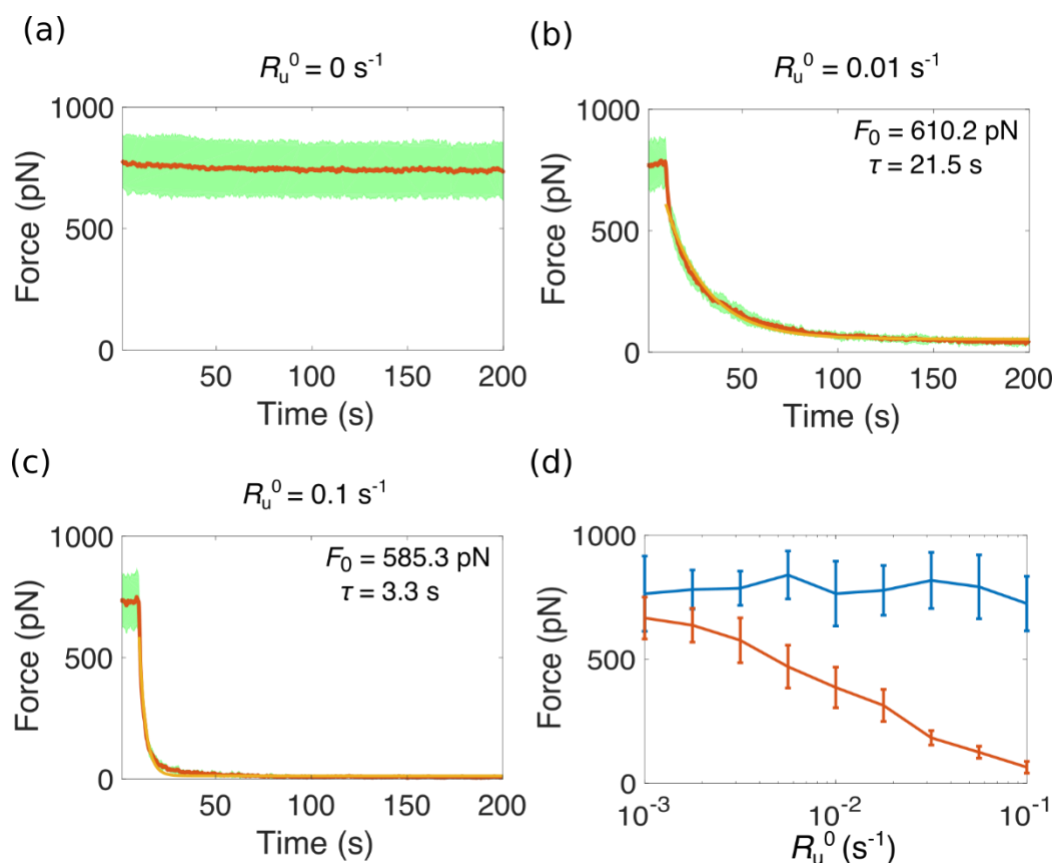 (a)
R_u^0 = 0 s^-1
1000
500
0
Force (pN)
50 100 150 200
Time (s)
(b)
R_u^0 = 0.01 s^-1
F_0 = 610.2 pN
τ = 21.5 s
1000
500
0
Force (pN)
50 100 150 200
Time (s)
(c)
R_u^0 = 0.1 s^-1
F_0 = 585.3 pN
τ = 3.3 s
1000
500
0
Force (pN)
50 100 150 200
Time (s)
(d)
1000
500
0
Force (pN)
10^-3 10^-2 10^-1
R_u^0 (s^-1)